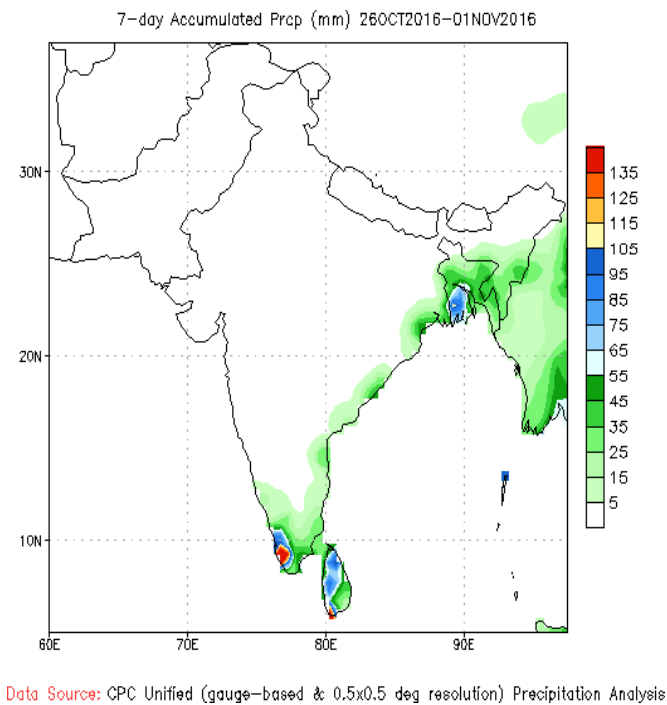 7-day Accumulated Prcp (mm) 26OCT2016-01NOV2016
30N
20N
10N
60E 70E 80E 90E
135
125
115
105
95
85
75
65
55
45
35
25
15
5
Data Source: CPC Unified (gauge-based & 0.5x0.5 deg resolution) Precipitation Analysis